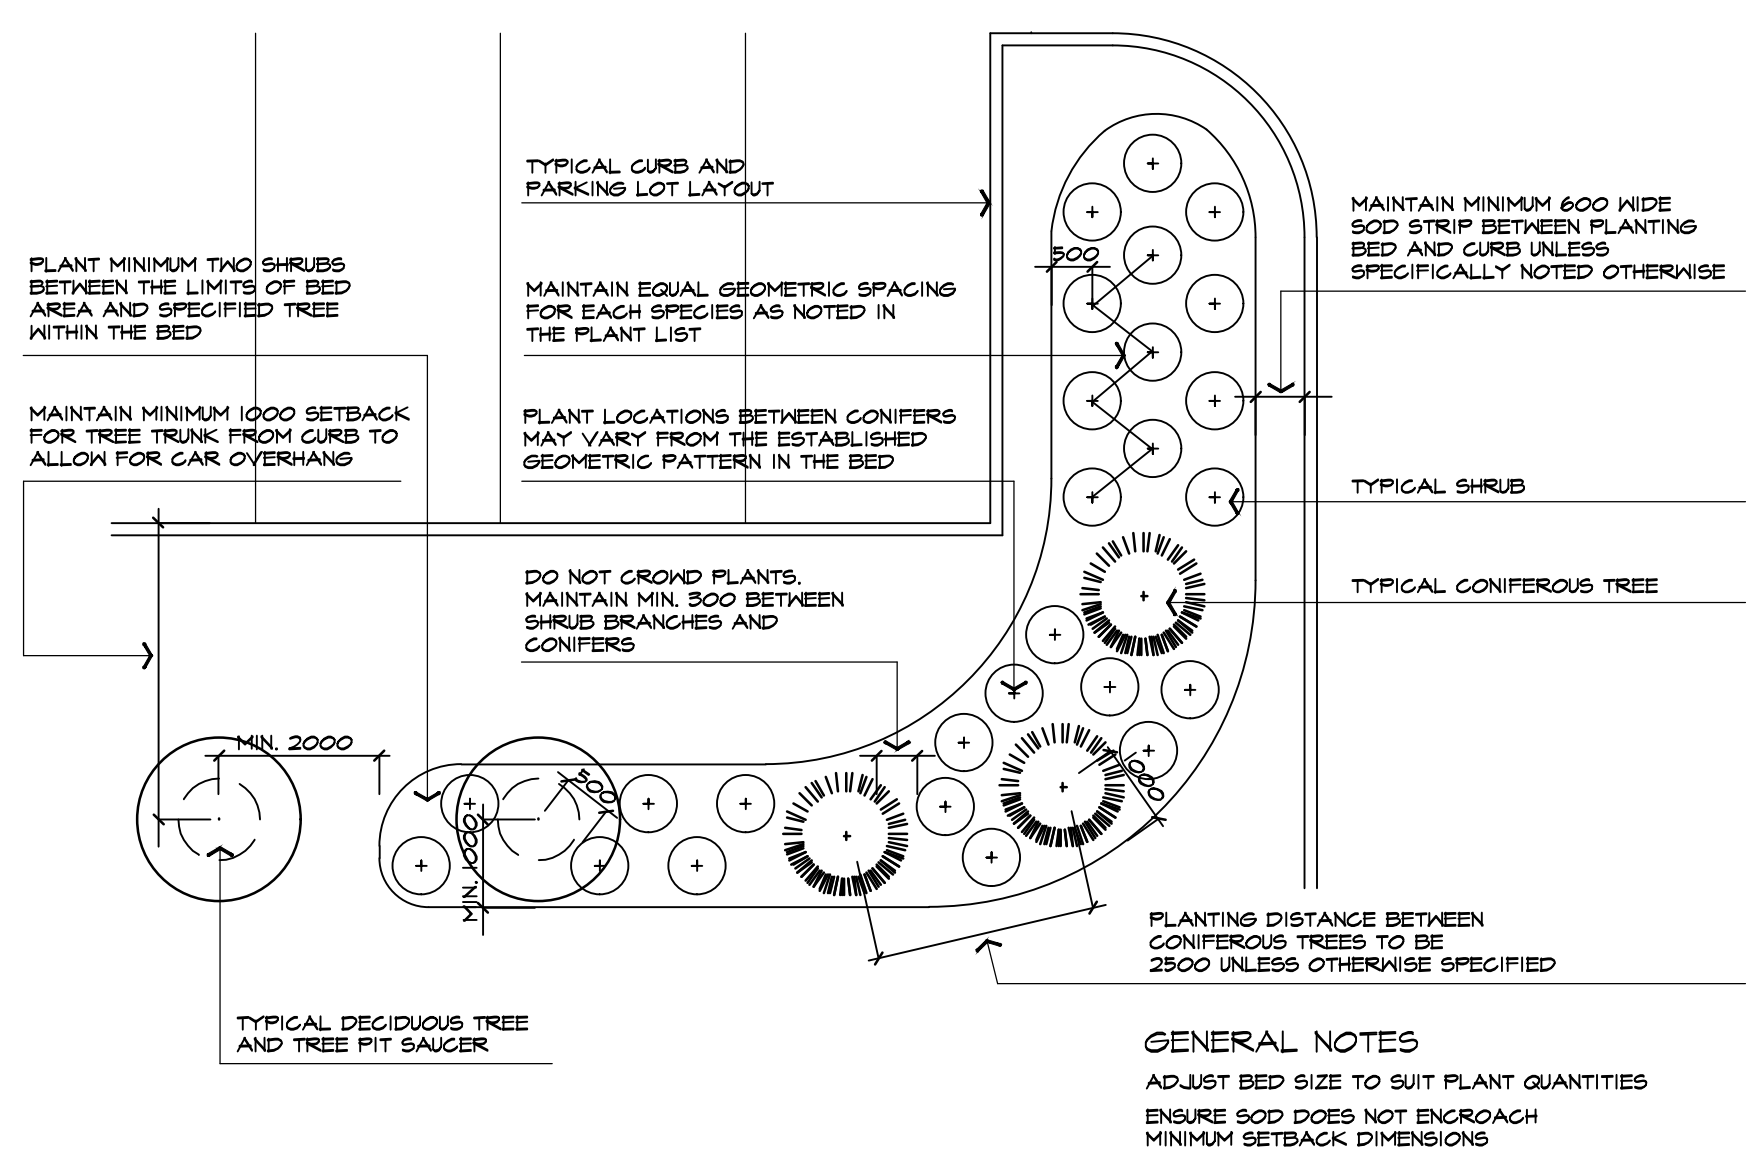 TYPICAL CURB AND
PARKING LOT LAYOUT
MAINTAIN MINIMUM 600 WIDE
SOD STRIP BETWEEN PLANTING
BED AND CURB UNLESS
SPECIFICALLY NOTED OTHERWISE
PLANT MINIMUM TWO SHRUBS
BETWEEN THE LIMITS OF BED
AREA AND SPECIFIED TREE
WITHIN THE BED
500
MAINTAIN EQUAL GEOMETRIC SPACING
FOR EACH SPECIES AS NOTED IN
THE PLANT LIST
MAINTAIN MINIMUM 1000 SETBACK
FOR TREE TRUNK FROM CURB TO
ALLOW FOR CAR OVERHANG
PLANT LOCATIONS BETWEEN CONIFERS
MAY VARY FROM THE ESTABLISHED
GEOMETRIC PATTERN IN THE BED
TYPICAL SHRUB
DO NOT CROWD PLANTS.
MAINTAIN MIN. 300 BETWEEN
SHRUB BRANCHES AND
CONIFERS
TYPICAL CONIFEROUS TREE
MIN. 2000
500
MIN. 1000
1000
PLANTING DISTANCE BETWEEN
CONIFEROUS TREES TO BE
2500 UNLESS OTHERWISE SPECIFIED
TYPICAL DECIDUOUS TREE
AND TREE PIT SAUCER
GENERAL NOTES
ADJUST BED SIZE TO SUIT PLANT QUANTITIES
ENSURE SOD DOES NOT ENCROACH
MINIMUM SETBACK DIMENSIONS